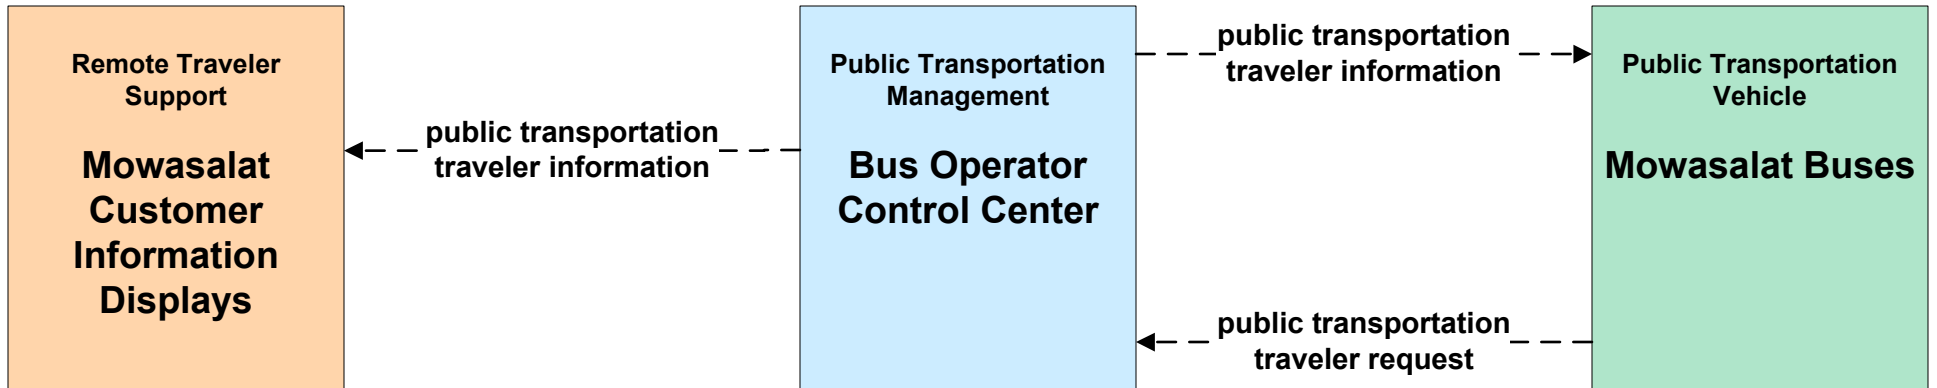 Remote Traveler
Support
Mowasalat
Customer
Information
Displays
public transportation
traveler information
Public Transportation
Management
Bus Operator
Control Center
public transportation
traveler information
public transportation
traveler request
Public Transportation
Vehicle
Mowasalat Buses